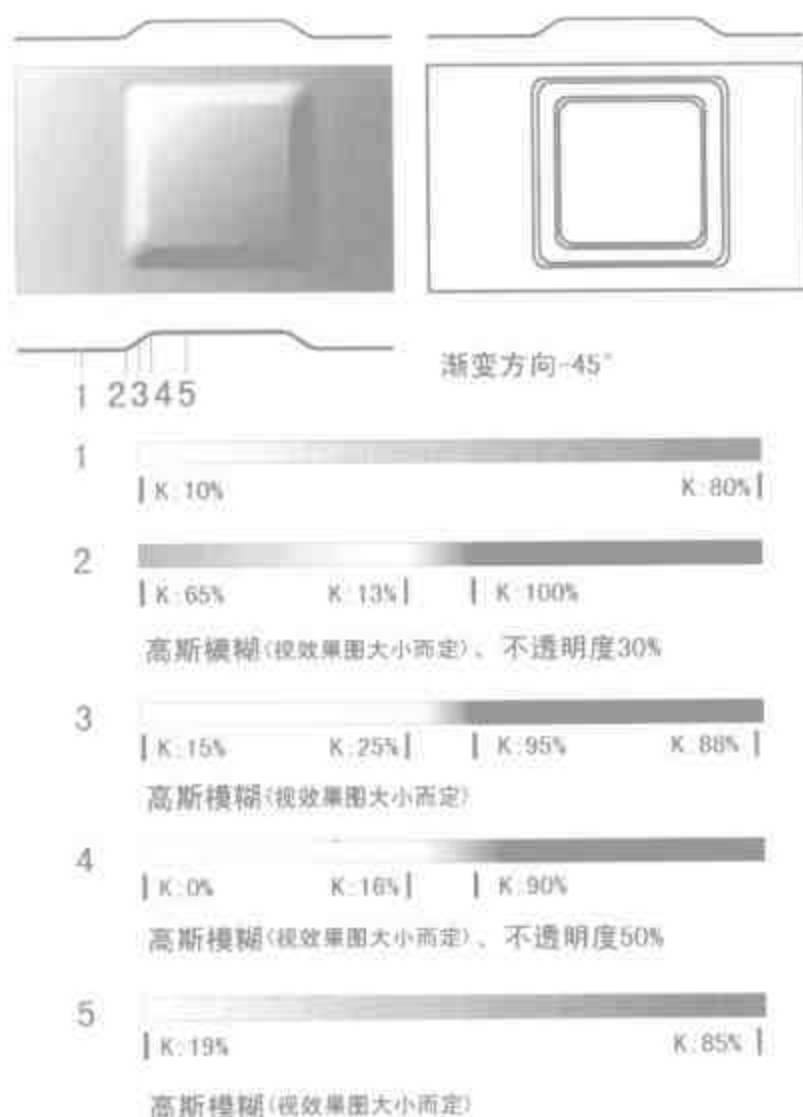 渐变方向-45°
1 2 3 4 5
1
K:10% K:80%
2
K:65% K:13% K:100%
高斯模糊(视效果图大小而定)、不透明度30%
3
K:15% K:25% K:95% K:88%
高斯模糊(视效果图大小而定)
4
K:0% K:16% K:90%
高斯模糊(视效果图大小而定)、不透明度50%
5
K:19% K:85%
高斯模糊(视效果图大小而定)